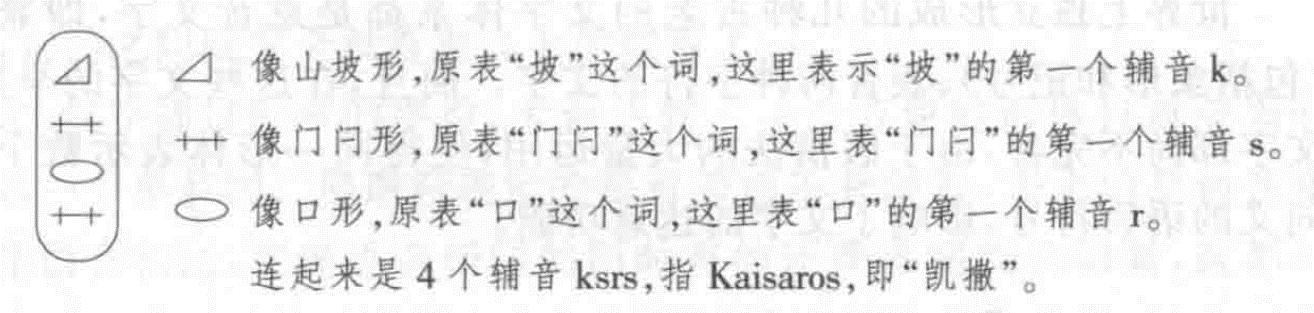 像山坡形,原表“坡”这个词,这里表示“坡”的第一个辅音 k。
像门闩形,原表“门闩”这个词,这里表“门闩”的第一个辅音 s。
像口形,原表“口”这个词,这里表“口”的第一个辅音 r。
连起来是 4 个辅音 ksrs,指 Kaisaros,即“凯撒”。